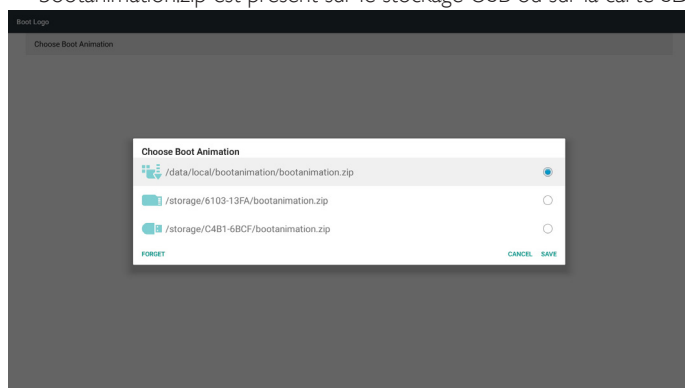 bootanimation.zip est présent sur le stockage USB ou sur la carte SD
Boot Logo
Choose Boot Animation
Choose Boot Animation
/data/local/bootanimation/bootanimation.zip
/storage/6103-13FA/bootanimation.zip
/storage/C4B1-6BCF/bootanimation.zip
FORGET CANCEL SAVE